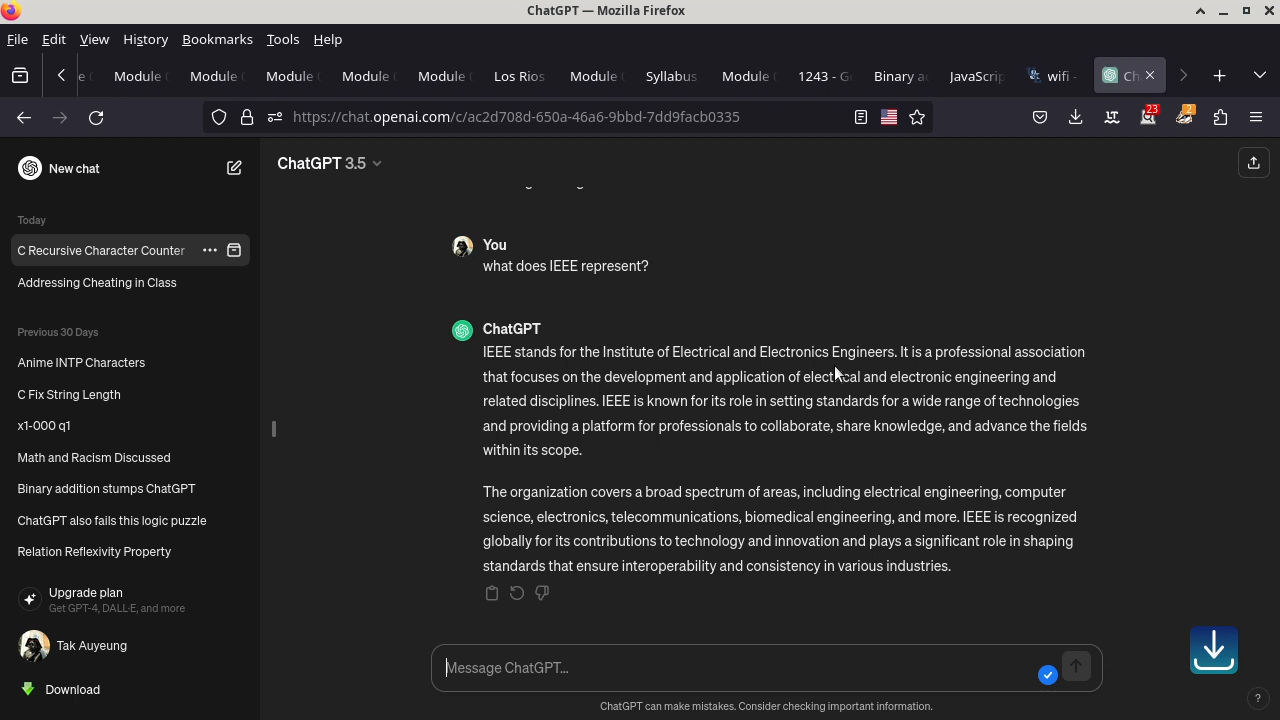 ChatGPT — Mozilla Firefox
File Edit View History Bookmarks Tools Help
Module Module Module Module Module Los Rios Module Syllabus Module 1243 - G Binary a JavaScrip wifi - Ch
https://chat.openai.com/c/ac2d708d-650a-46a6-9bbd-7dd9facb0335
23
2
New chat
ChatGPT 3.5
Today
C Recursive Character Counter
Addressing Cheating in Class
Previous 30 Days
Anime INTP Characters
C Fix String Length
x1-000 q1
Math and Racism Discussed
Binary addition stumps ChatGPT
ChatGPT also fails this logic puzzle
Relation Reflexivity Property
Upgrade plan
Get GPT-4, DALL·E, and more
Tak Auyeung
Download
You
what does IEEE represent?
ChatGPT
IEEE stands for the Institute of Electrical and Electronics Engineers. It is a professional association
that focuses on the development and application of electrical and electronic engineering and
related disciplines. IEEE is known for its role in setting standards for a wide range of technologies
and providing a platform for professionals to collaborate, share knowledge, and advance the fields
within its scope.
The organization covers a broad spectrum of areas, including electrical engineering, computer
science, electronics, telecommunications, biomedical engineering, and more. IEEE is recognized
globally for its contributions to technology and innovation and plays a significant role in shaping
standards that ensure interoperability and consistency in various industries.
Message ChatGPT...
ChatGPT can make mistakes. Consider checking important information.
?